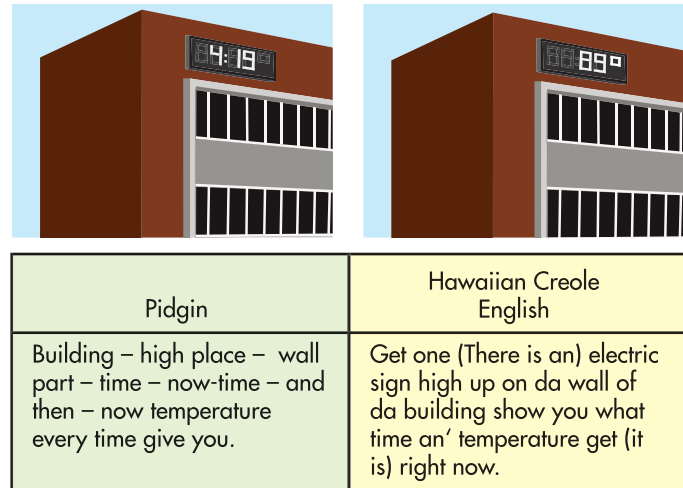 4:19
89°
Pidgin
Hawaiian Creole
English
Building – high place – wall
part – time – now-time – and
then – now temperature
every time give you.
Get one (There is an) electric
sign high up on da wall of
da building show you what
time an‘ temperature get (it
is) right now.